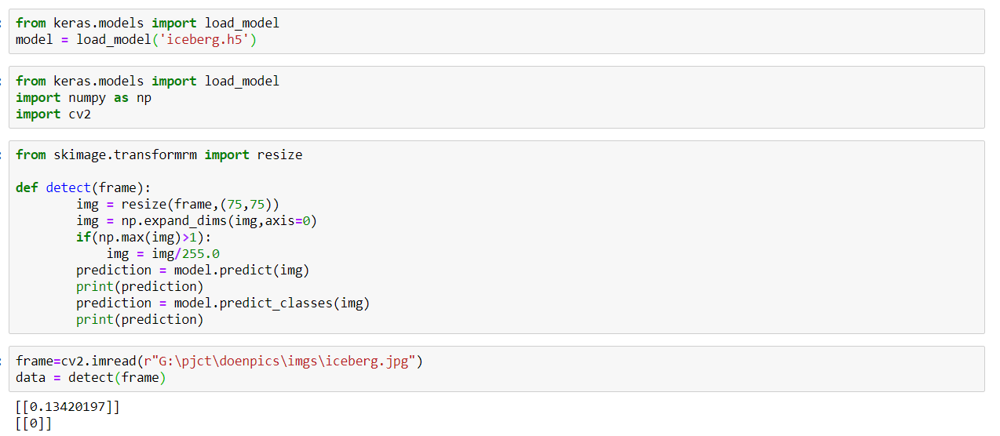 from keras.models import load_model
model = load_model('iceberg.h5')
from keras.models import load_model
import numpy as np
import cv2
from skimage.transformrm import resize
def detect(frame):
img = resize(frame,(75,75))
img = np.expand_dims(img,axis=0)
if(np.max(img)>1):
img = img/255.0
prediction = model.predict(img)
print(prediction)
prediction = model.predict_classes(img)
print(prediction)
frame=cv2.imread(r"G:\pjct\doenpics\imgs\iceberg.jpg")
data = detect(frame)
[[0.13420197]]
[[0]]